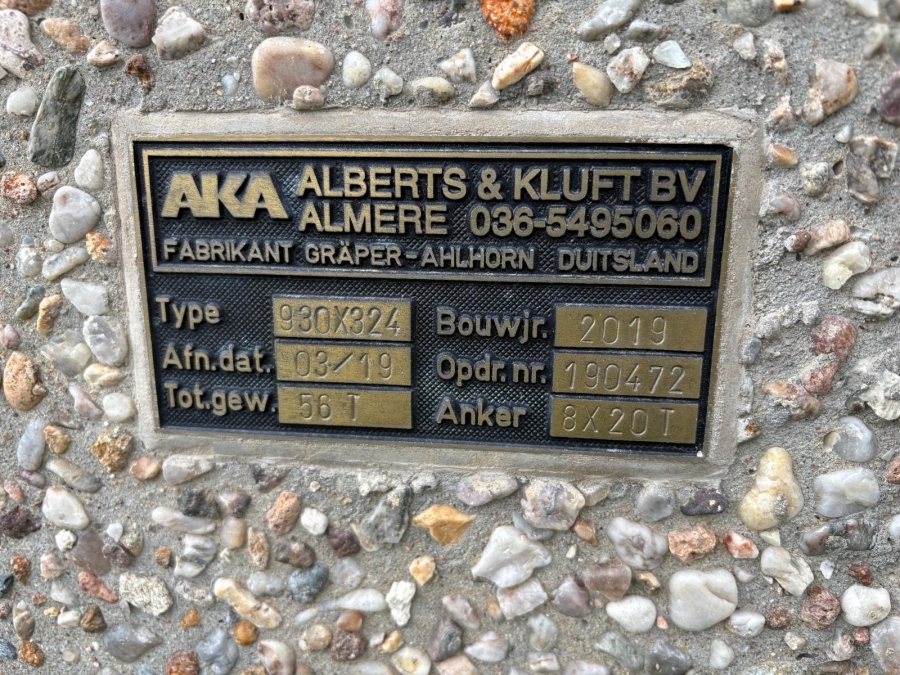 AKA ALBERTS & KLUFT BV
ALMERE 036-5495060
FABRIKANT GRÄPER-AHLHORN DUITSLAND
Type 930X324 Bouwjr. 2019
Afn.dat. 03/19 Opdr.nr. 190472
Tot.gew. 56 T Anker 8X20 T